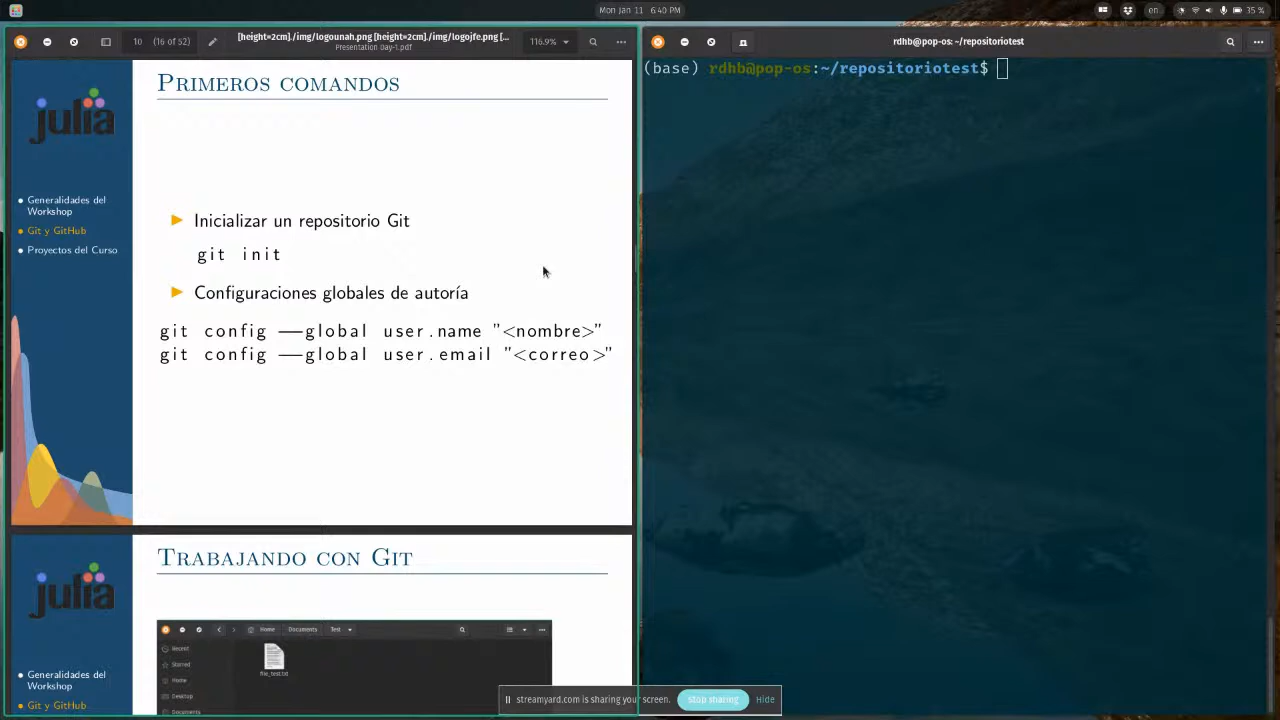 Mon Jan 11 6:40 PM
en
35 %
10 (16 of 52)
[height=2cm]./img/logounah.png [height=2cm]./img/logojfe.png [...
Presentation Day-1.pdf
116.9%
rdhb@pop-os: ~/repositoriotest
(base) rdhb@pop-os:~/repositoriotest$
julia
Generalidades del
Workshop
Git y GitHub
Proyectos del Curso
Primeros comandos
Inicializar un repositorio Git
git init
Configuraciones globales de autoría
git config --global user.name "<nombre>"
git config --global user.email "<correo>"
julia
Generalidades del
Workshop
Git y GitHub
Trabajando con Git
Home Documents Test
Recent
Starred
Home
Desktop
Documents
file_test.txt
streamyard.com is sharing your screen.
Stop sharing
Hide